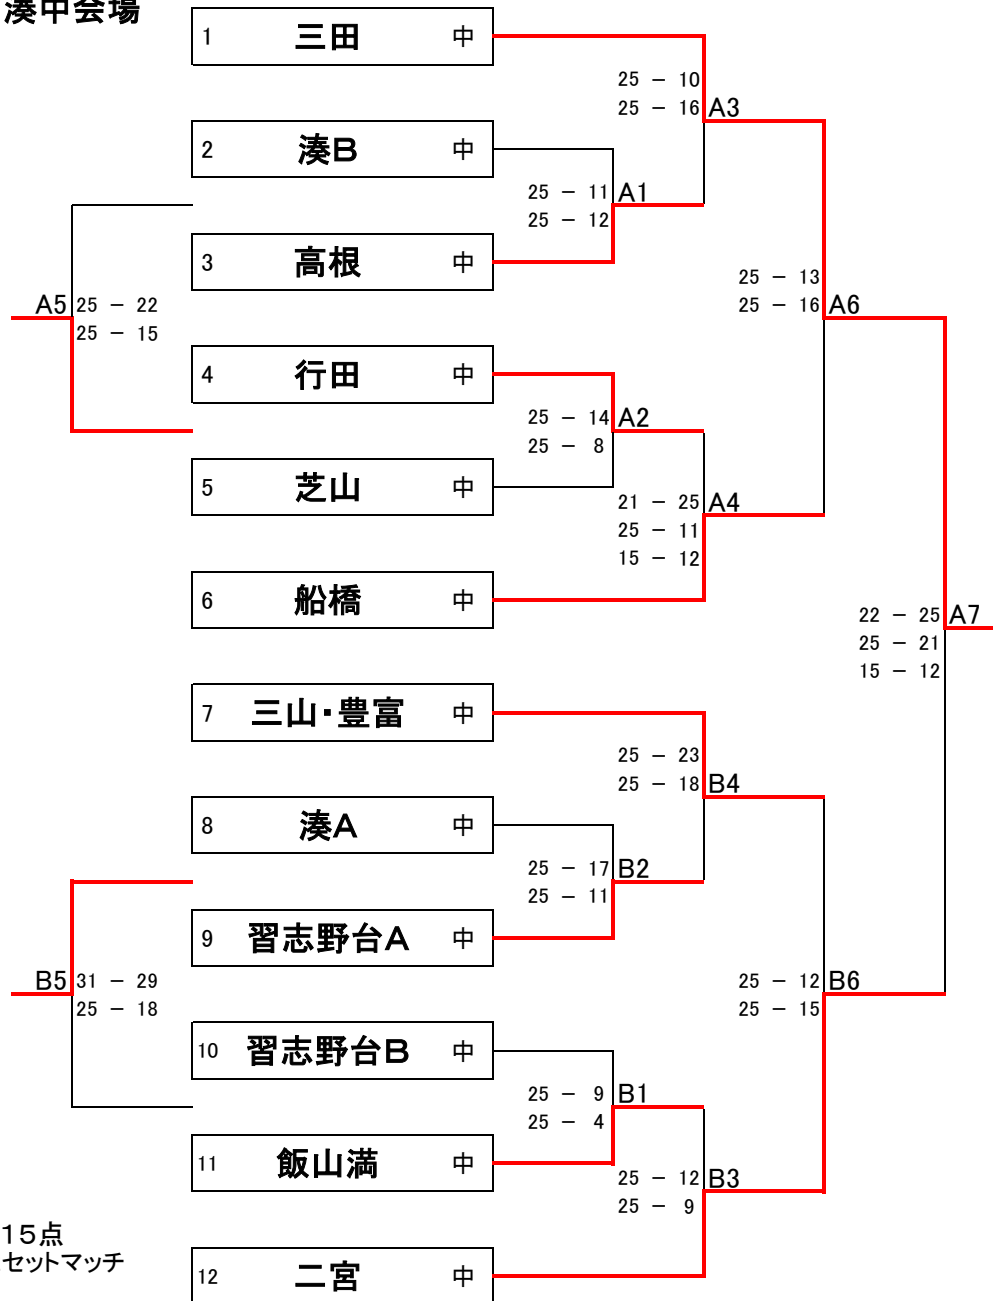 湊中会場
1 三田 中
25 － 10
25 － 16 A3
2 湊B 中
25 － 11 A1
25 － 12
3 高根 中
25 － 13
25 － 16 A6
A5 25 － 22
25 － 15
4 行田 中
25 － 14 A2
25 － 8
5 芝山 中
21 － 25 A4
25 － 11
15 － 12
6 船橋 中
22 － 25 A7
25 － 21
15 － 12
7 三山・豊富 中
25 － 23
25 － 18 B4
8 湊A 中
25 － 17 B2
25 － 11
9 習志野台A 中
B5 31 － 29
25 － 18
25 － 12 B6
25 － 15
10 習志野台B 中
25 － 9 B1
25 － 4
11 飯山満 中
25 － 12 B3
25 － 9
15点
セットマッチ
12 二宮 中